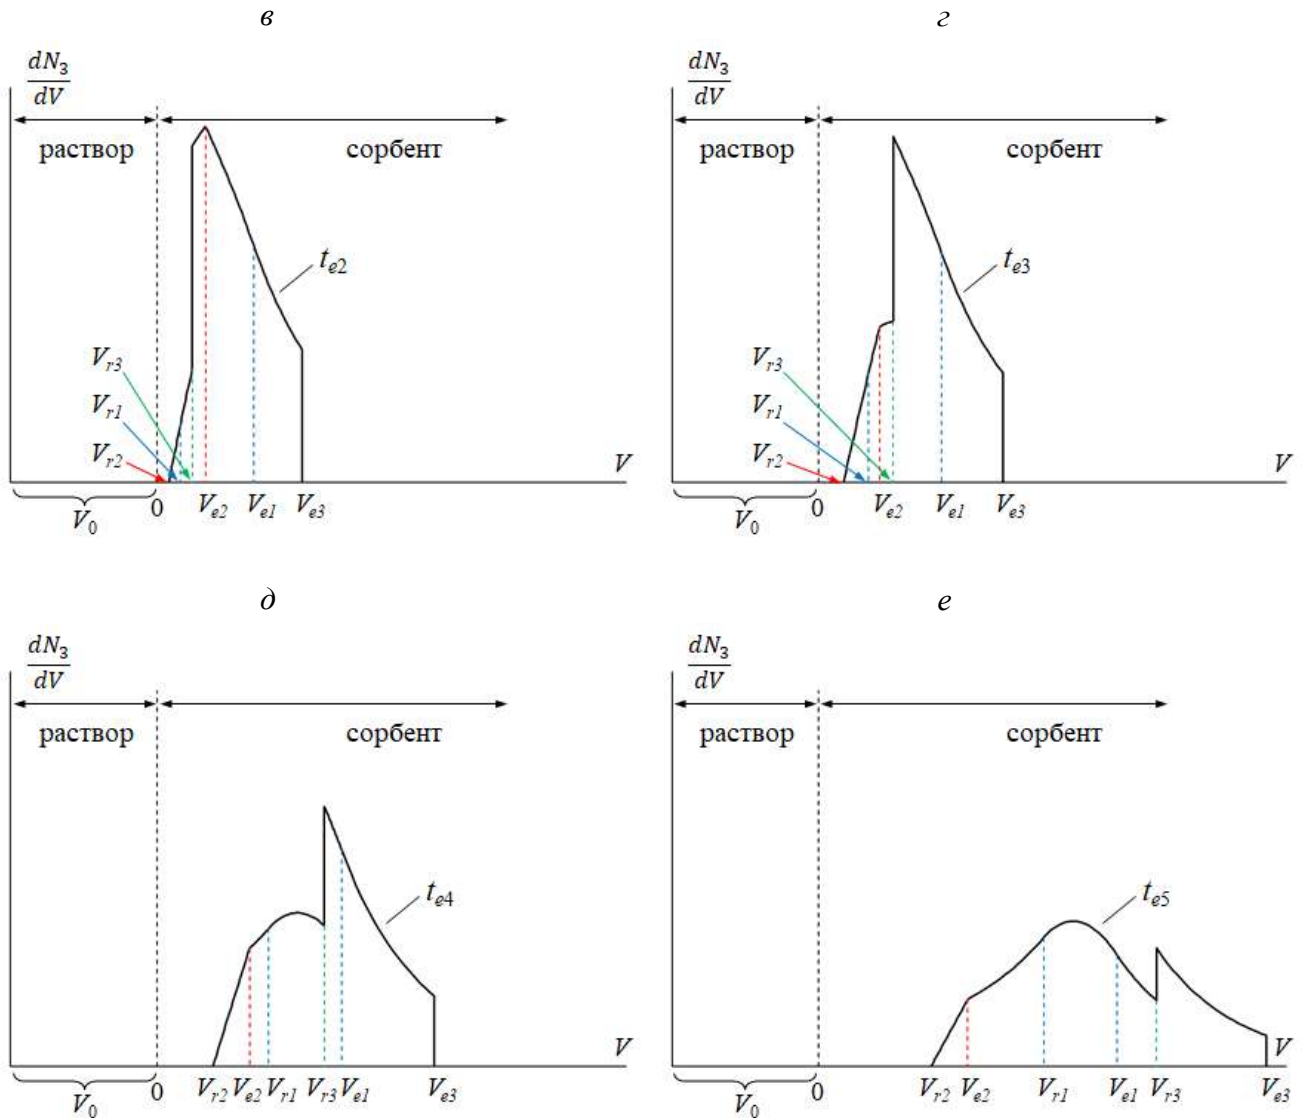 в
г
dN3
dV
раствор
сорбент
te2
Vr3
Vr1
Vr2
V
V0
0
Ve2
Ve1
Ve3
dN3
dV
раствор
сорбент
te3
Vr3
Vr1
Vr2
V
V0
0
Ve2
Ve1
Ve3
д
е
dN3
dV
раствор
сорбент
te4
V
V0
0
Vr2
Ve2
Vr1
Vr3
Ve1
Ve3
dN3
dV
раствор
сорбент
te5
V
V0
0
Vr2
Ve2
Vr1
Ve1
Vr3
Ve3